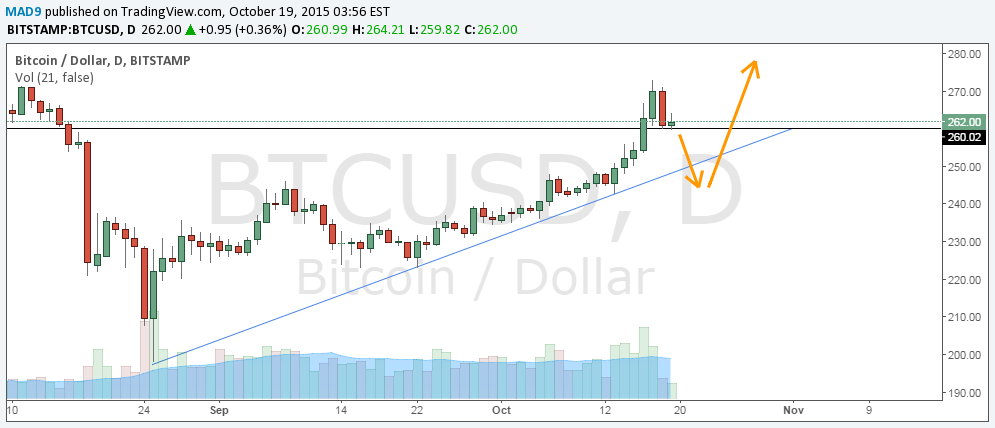 MAD9 published on TradingView.com, October 19, 2015 03:56 EST
BITSTAMP:BTCUSD, D 262.00 ▲ +0.95 (+0.36%) O:260.99 H:264.21 L:259.82 C:262.00
Bitcoin / Dollar, D, BITSTAMP
Vol (21, false)
BTCUSD, D
Bitcoin / Dollar
280.00
270.00
262.00
260.02
250.00
240.00
230.00
220.00
210.00
200.00
190.00
10 24 Sep 14 22 Oct 12 20 Nov 9